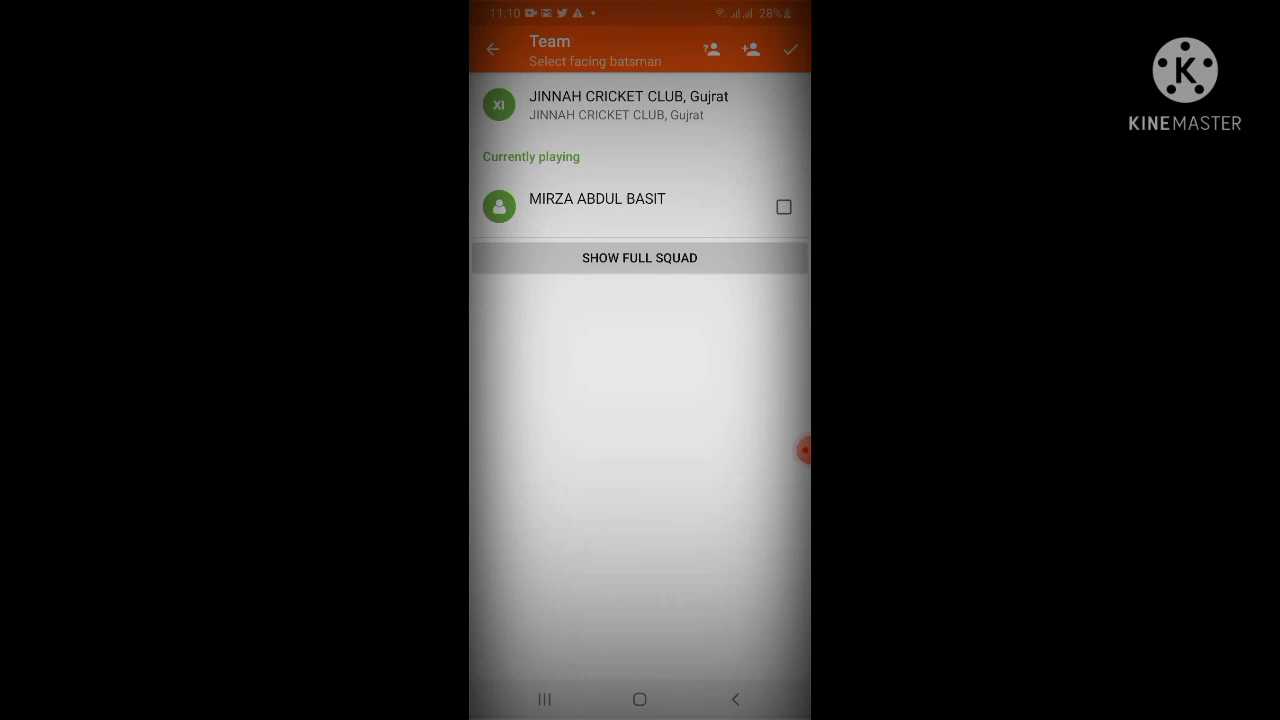 11:10
28%
Team
Select facing batsman
XI
JINNAH CRICKET CLUB, Gujrat
JINNAH CRICKET CLUB, Gujrat
Currently playing
MIRZA ABDUL BASIT
SHOW FULL SQUAD
K
KINEMASTER